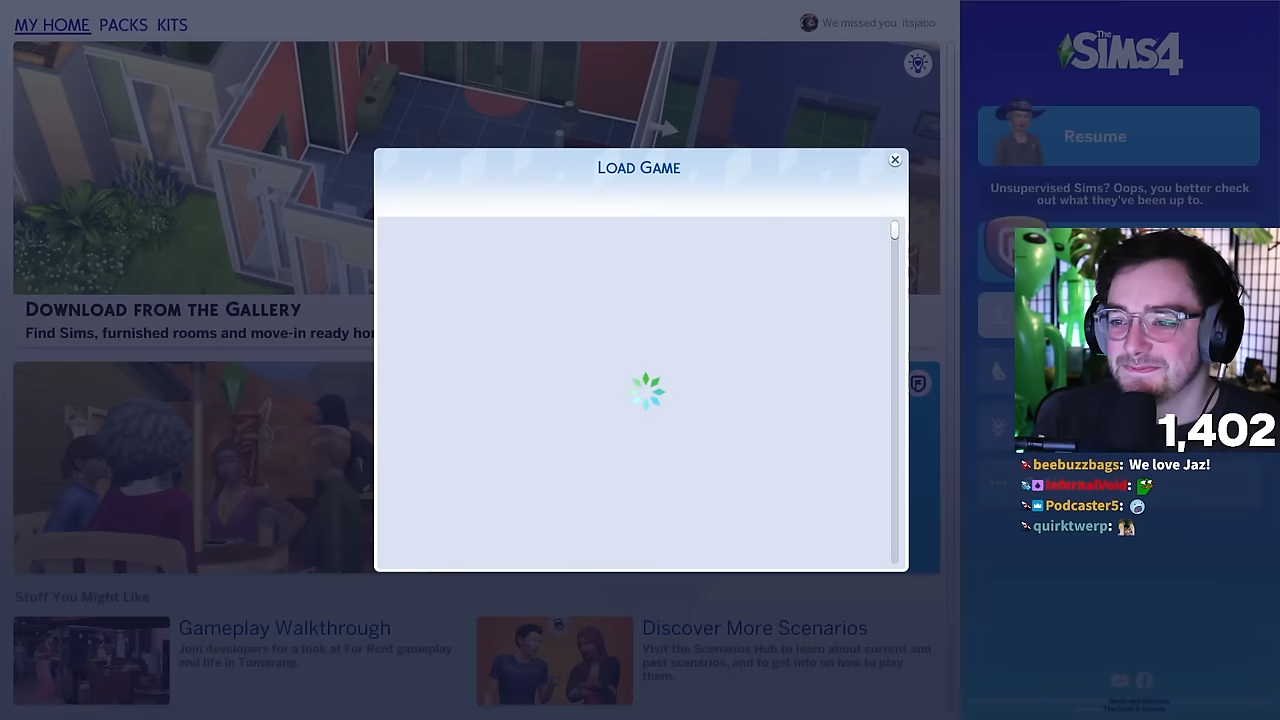 MY HOME PACKS KITS
We missed you, itsjabo.
The SiMS 4
Resume
Unsupervised Sims? Oops, you better check
out what they've been up to.
LOAD GAME
DOWNLOAD FROM THE GALLERY
Find Sims, furnished rooms and move-in ready ho
1,402
beebuzzbags: We love Jaz!
InfernalVoid:
Podcaster5:
quirktwerp:
Stuff You Might Like
Gameplay Walkthrough
Join developers for a look at For Rent gameplay
and life in Tomarang.
Discover More Scenarios
Visit the Scenarios Hub to learn about current and
past scenarios, and to get info on how to play
them.